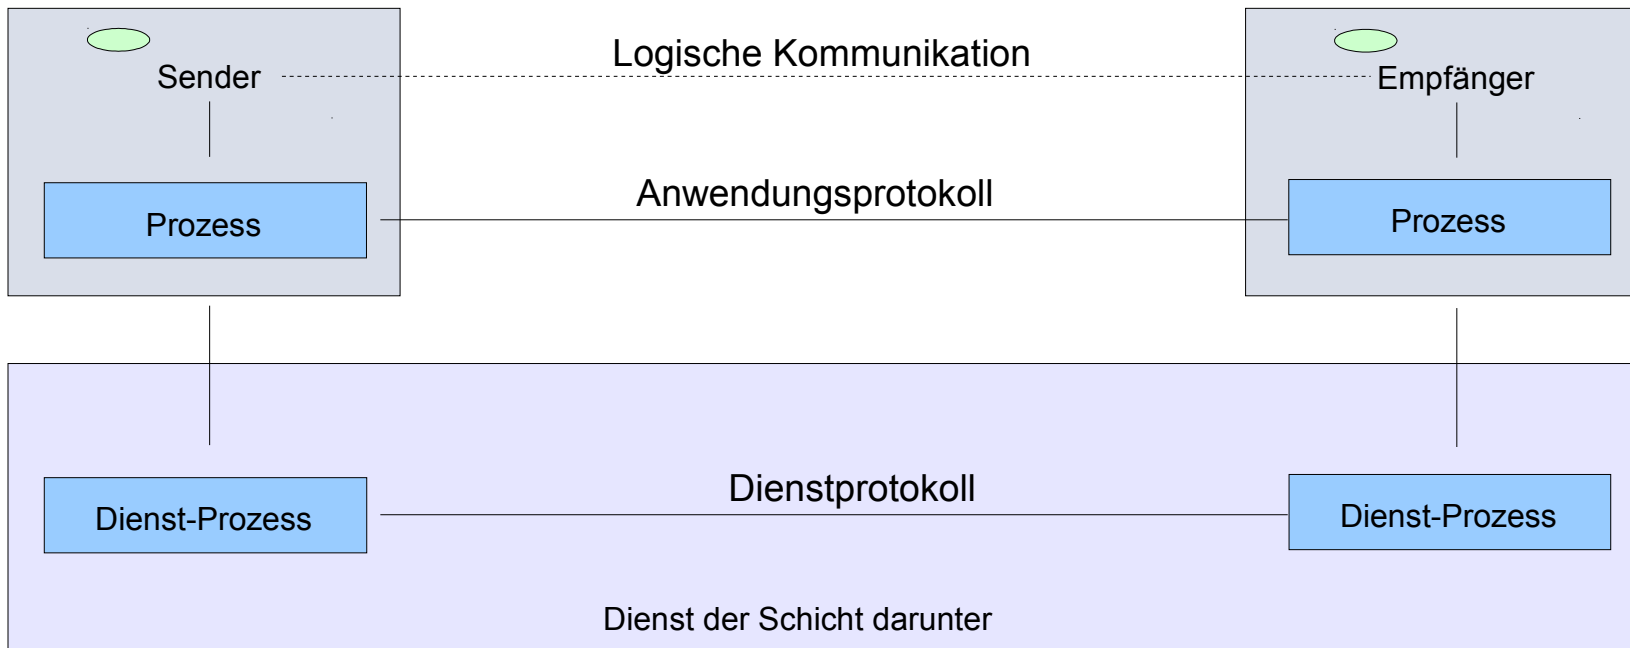 Logische Kommunikation
Sender
Empfänger
Anwendungsprotokoll
Prozess
Prozess
Dienstprotokoll
Dienst-Prozess
Dienst-Prozess
Dienst der Schicht darunter